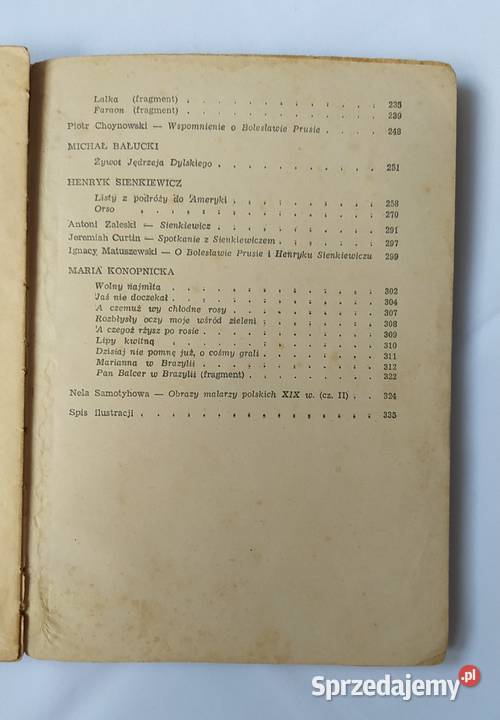 Lalka (fragment) . . . . . . . . . . 235
Faraon (fragment) . . . . . . . . . . 239
Piotr Choynowski — Wspomnienie o Bolesławie Prusie . . . . 248
MICHAŁ BAŁUCKI
Żywot Jędrzeja Dylskiego . . . . . . . . 251
HENRYK SIENKIEWICZ
Listy z podróży do Ameryki . . . . . . . . 258
Orso . . . . . . . . . . . . 270
Antoni Zaleski — Sienkiewicz . . . . . . . . 291
Jeremiah Curtin — Spotkanie z Sienkiewiczem . . . . . . 297
Ignacy Matuszewski — O Bolesławie Prusie i Henryku Sienkiewiczu 299
MARIA KONOPNICKA
Wolny najmita . . . . . . . . . . . 302
Jaś nie doczekał . . . . . . . . . . . 304
A czemuż wy chłodne rosy . . . . . . . . 307
Rozbłysły oczy moje wśród zieleni . . . . . . 308
A czegoż rżysz po rosie . . . . . . . . . 309
Lipy kwitną . . . . . . . . . . . 310
Dzisiaj nie pomnę już, o cośmy grali . . . . . . 311
Marianna w Brazylii . . . . . . . . . . 312
Pan Balcer w Brazylii (fragment) . . . . . . . 322
Nela Samotyhowa — Obrazy malarzy polskich XIX w. (cz. II) . . 324
Spis ilustracji . . . . . . . . . . . . 335
Sprzedajemy.pl